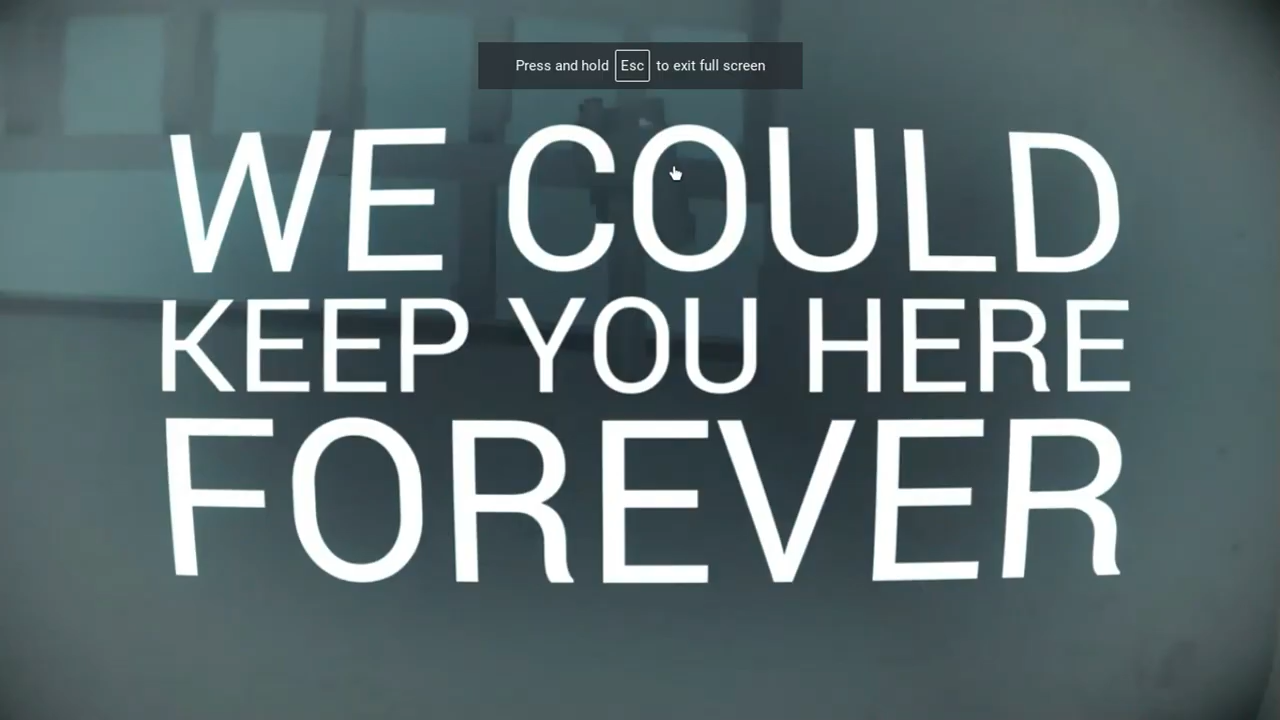 Press and hold Esc to exit full screen
WE COULD
KEEP YOU HERE
FOREVER